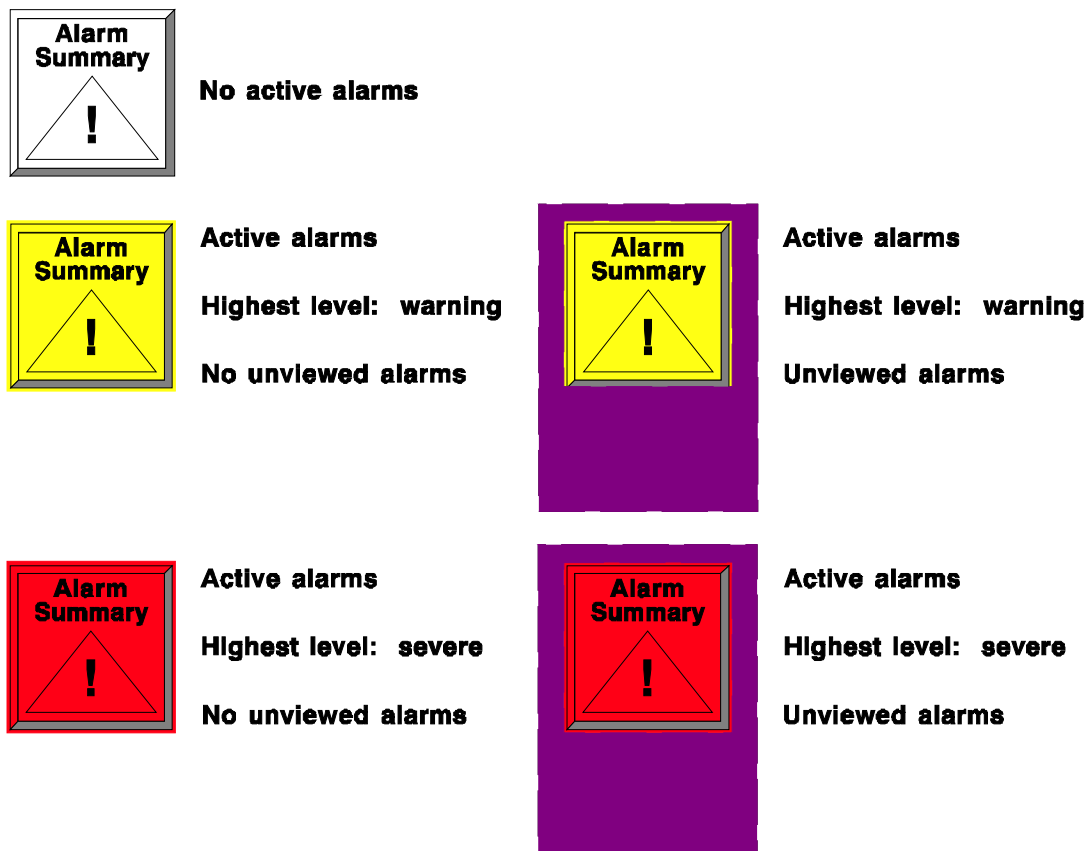 Alarm
Summary
!
No active alarms
Alarm
Summary
!
Active alarms
Highest level: warning
No unviewed alarms
Alarm
Summary
!
Active alarms
Highest level: warning
Unviewed alarms
Alarm
Summary
!
Active alarms
Highest level: severe
No unviewed alarms
Alarm
Summary
!
Active alarms
Highest level: severe
Unviewed alarms